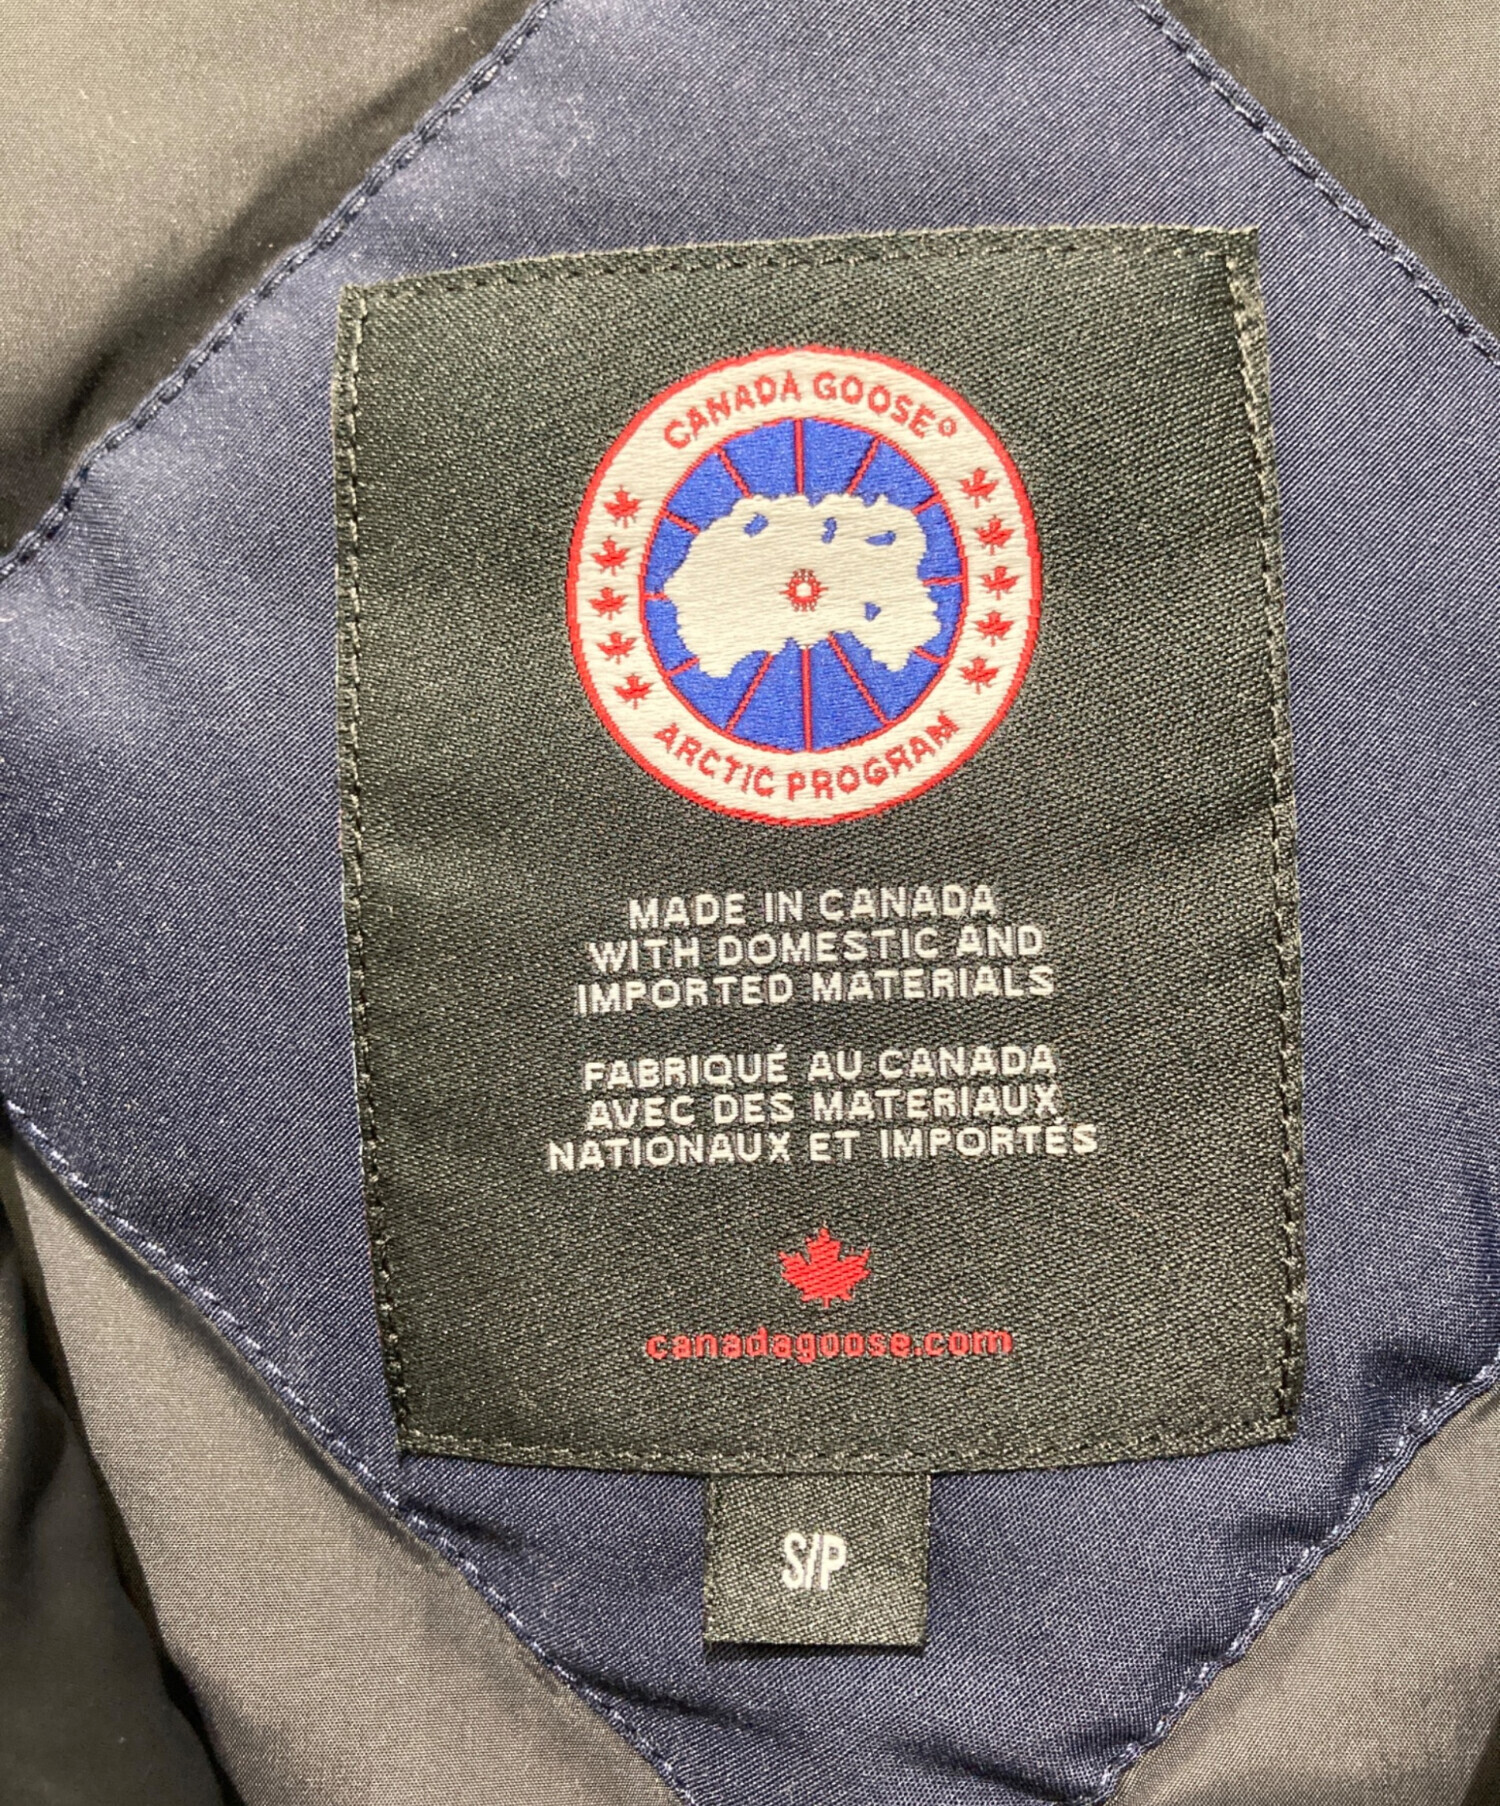 CANADA GOOSE®
ARCTIC PROGRAM
MADE IN CANADA
WITH DOMESTIC AND
IMPORTED MATERIALS
FABRIQUÉ AU CANADA
AVEC DES MATERIAUX
NATIONAUX ET IMPORTÉS
canadagoose.com
S/P